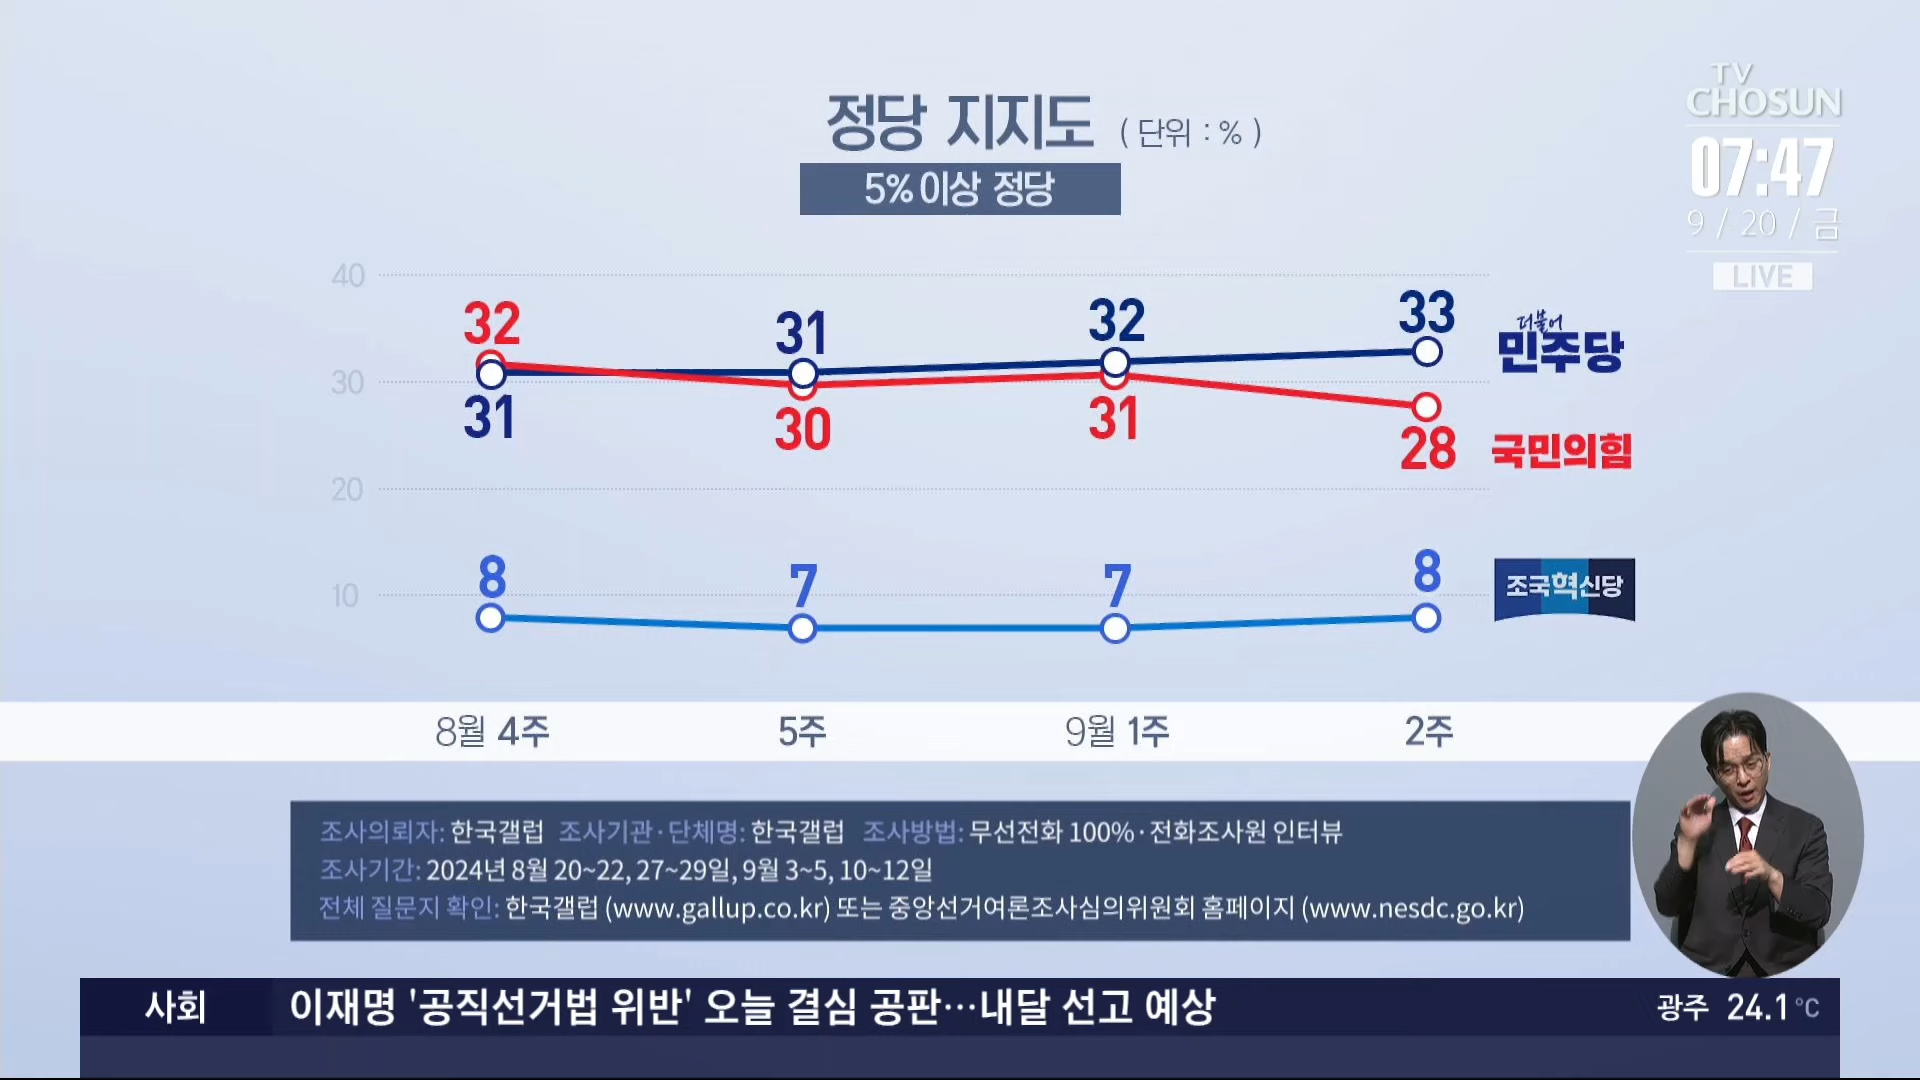 TV
CHOSUN
07:47
9 / 20 / 금
LIVE
정당 지지도 ( 단위 : % )
5% 이상 정당
40
30
20
10
32 31 32 33
31 30 31 28
8 7 7 8
더불어
민주당
국민의힘
조국혁신당
8월 4주 5주 9월 1주 2주
조사의뢰자: 한국갤럽 조사기관·단체명: 한국갤럽 조사방법: 무선전화 100%·전화조사원 인터뷰
조사기간: 2024년 8월 20~22, 27~29일, 9월 3~5, 10~12일
전체 질문지 확인: 한국갤럽 (www.gallup.co.kr) 또는 중앙선거여론조사심의위원회 홈페이지 (www.nesdc.go.kr)
사회 이재명 '공직선거법 위반' 오늘 결심 공판…내달 선고 예상 광주 24.1℃